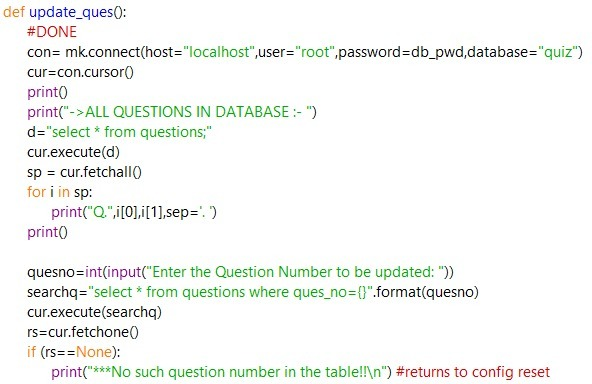 def update_ques():
#DONE
con= mk.connect(host="localhost",user="root",password=db_pwd,database="quiz")
cur=con.cursor()
print()
print("->ALL QUESTIONS IN DATABASE :- ")
d="select * from questions;"
cur.execute(d)
sp = cur.fetchall()
for i in sp:
print("Q.",i[0],i[1],sep='. ')
print()
quesno=int(input("Enter the Question Number to be updated: "))
searchq="select * from questions where ques_no={}".format(quesno)
cur.execute(searchq)
rs=cur.fetchone()
if (rs==None):
print("***No such question number in the table!!\n") #returns to config reset